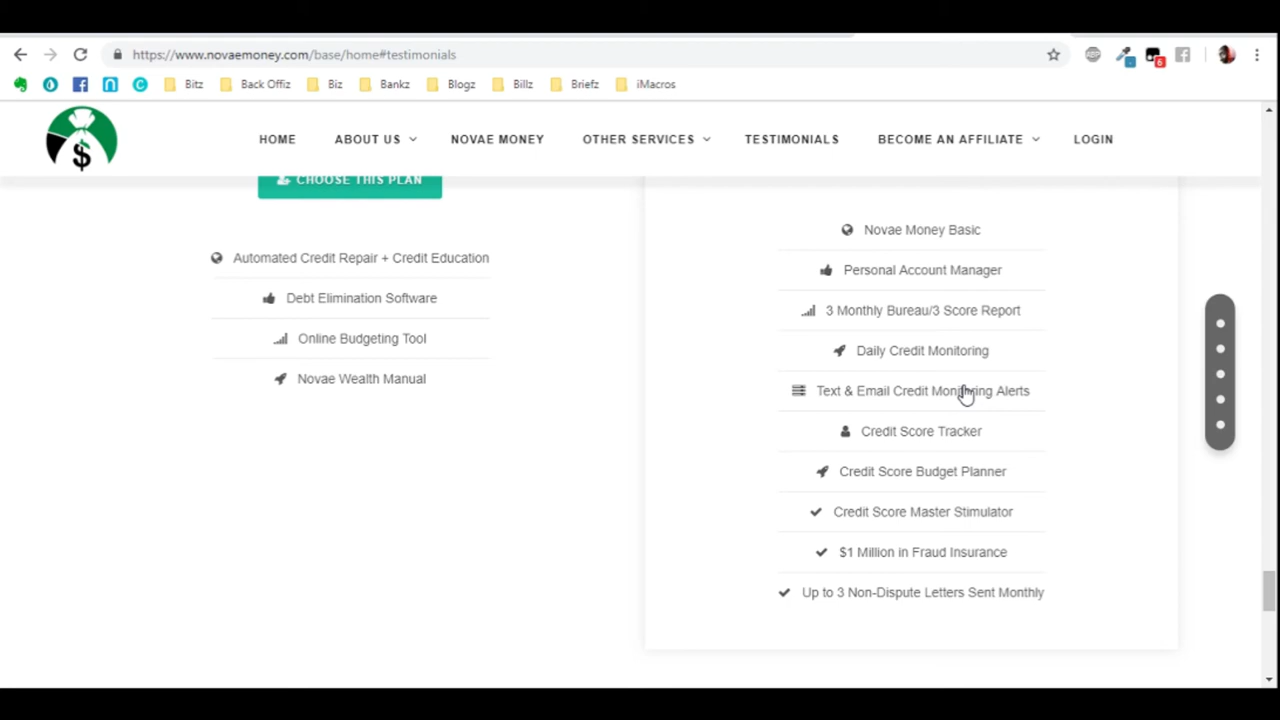 https://www.novaemoney.com/base/home#testimonials
6
Bitz Back Offiz Biz Bankz Blogz Billz Briefz iMacros
$
HOME ABOUT US NOVAE MONEY OTHER SERVICES TESTIMONIALS BECOME AN AFFILIATE LOGIN
CHOOSE THIS PLAN
Automated Credit Repair + Credit Education
Debt Elimination Software
Online Budgeting Tool
Novae Wealth Manual
Novae Money Basic
Personal Account Manager
3 Monthly Bureau/3 Score Report
Daily Credit Monitoring
Text & Email Credit Monitoring Alerts
Credit Score Tracker
Credit Score Budget Planner
Credit Score Master Stimulator
$1 Million in Fraud Insurance
Up to 3 Non-Dispute Letters Sent Monthly